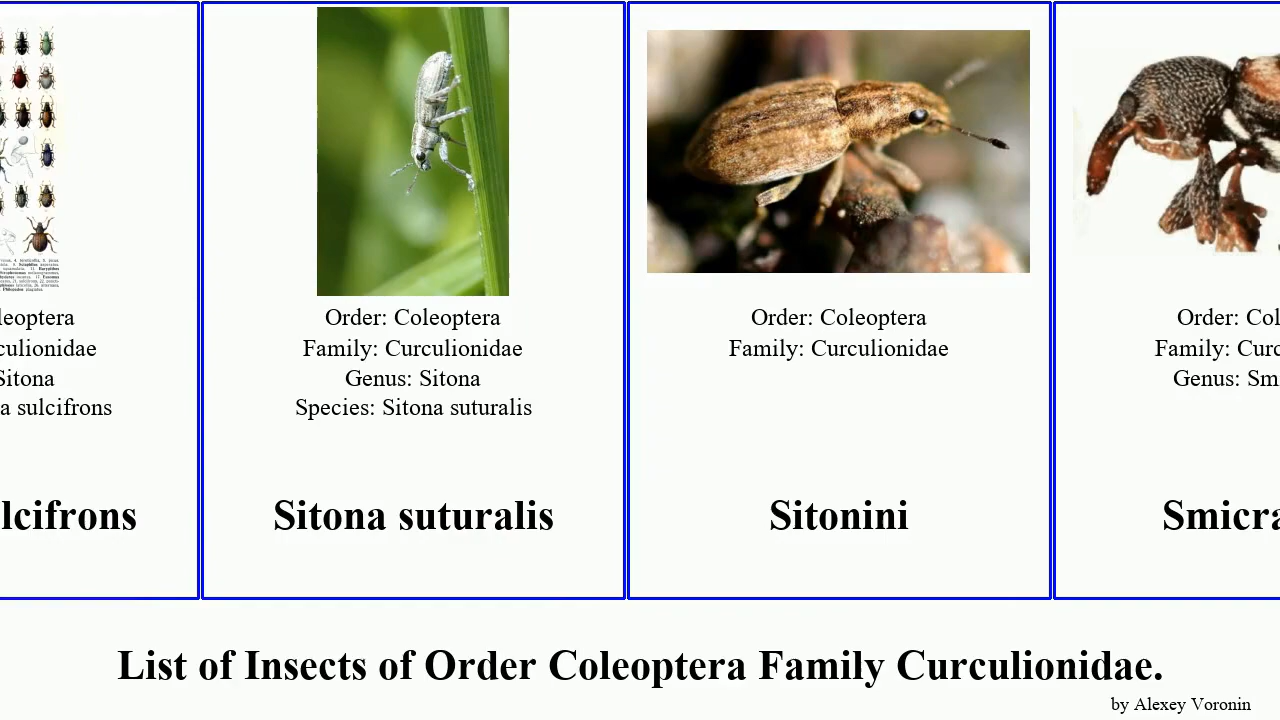 leoptera
culionidae
Sitona
a sulcifrons
lcifrons
Order: Coleoptera
Family: Curculionidae
Genus: Sitona
Species: Sitona suturalis
Sitona suturalis
Order: Coleoptera
Family: Curculionidae
Sitonini
Order: Col
Family: Curc
Genus: Sm
Smicra
List of Insects of Order Coleoptera Family Curculionidae.
by Alexey Voronin